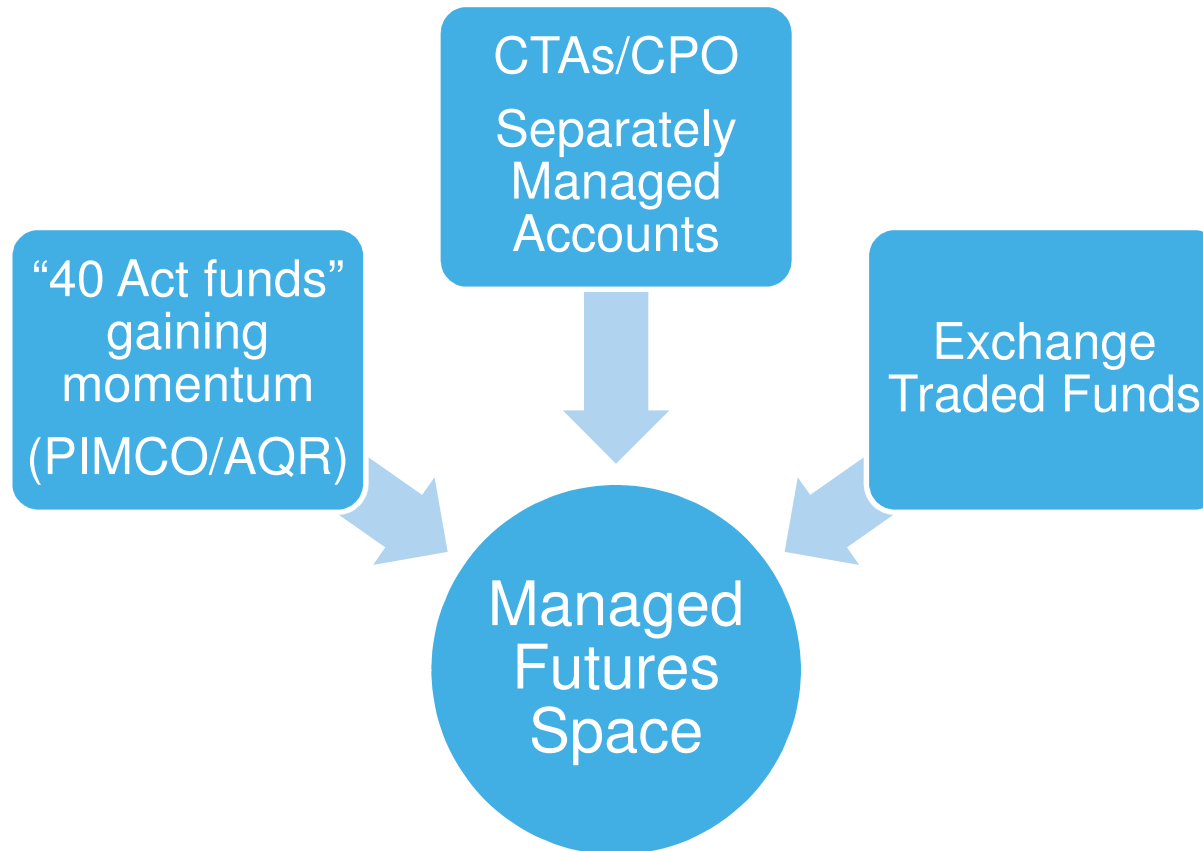 CTAs/CPO
Separately
Managed
Accounts
“40 Act funds”
gaining
momentum
(PIMCO/AQR)
Exchange
Traded Funds
Managed
Futures
Space